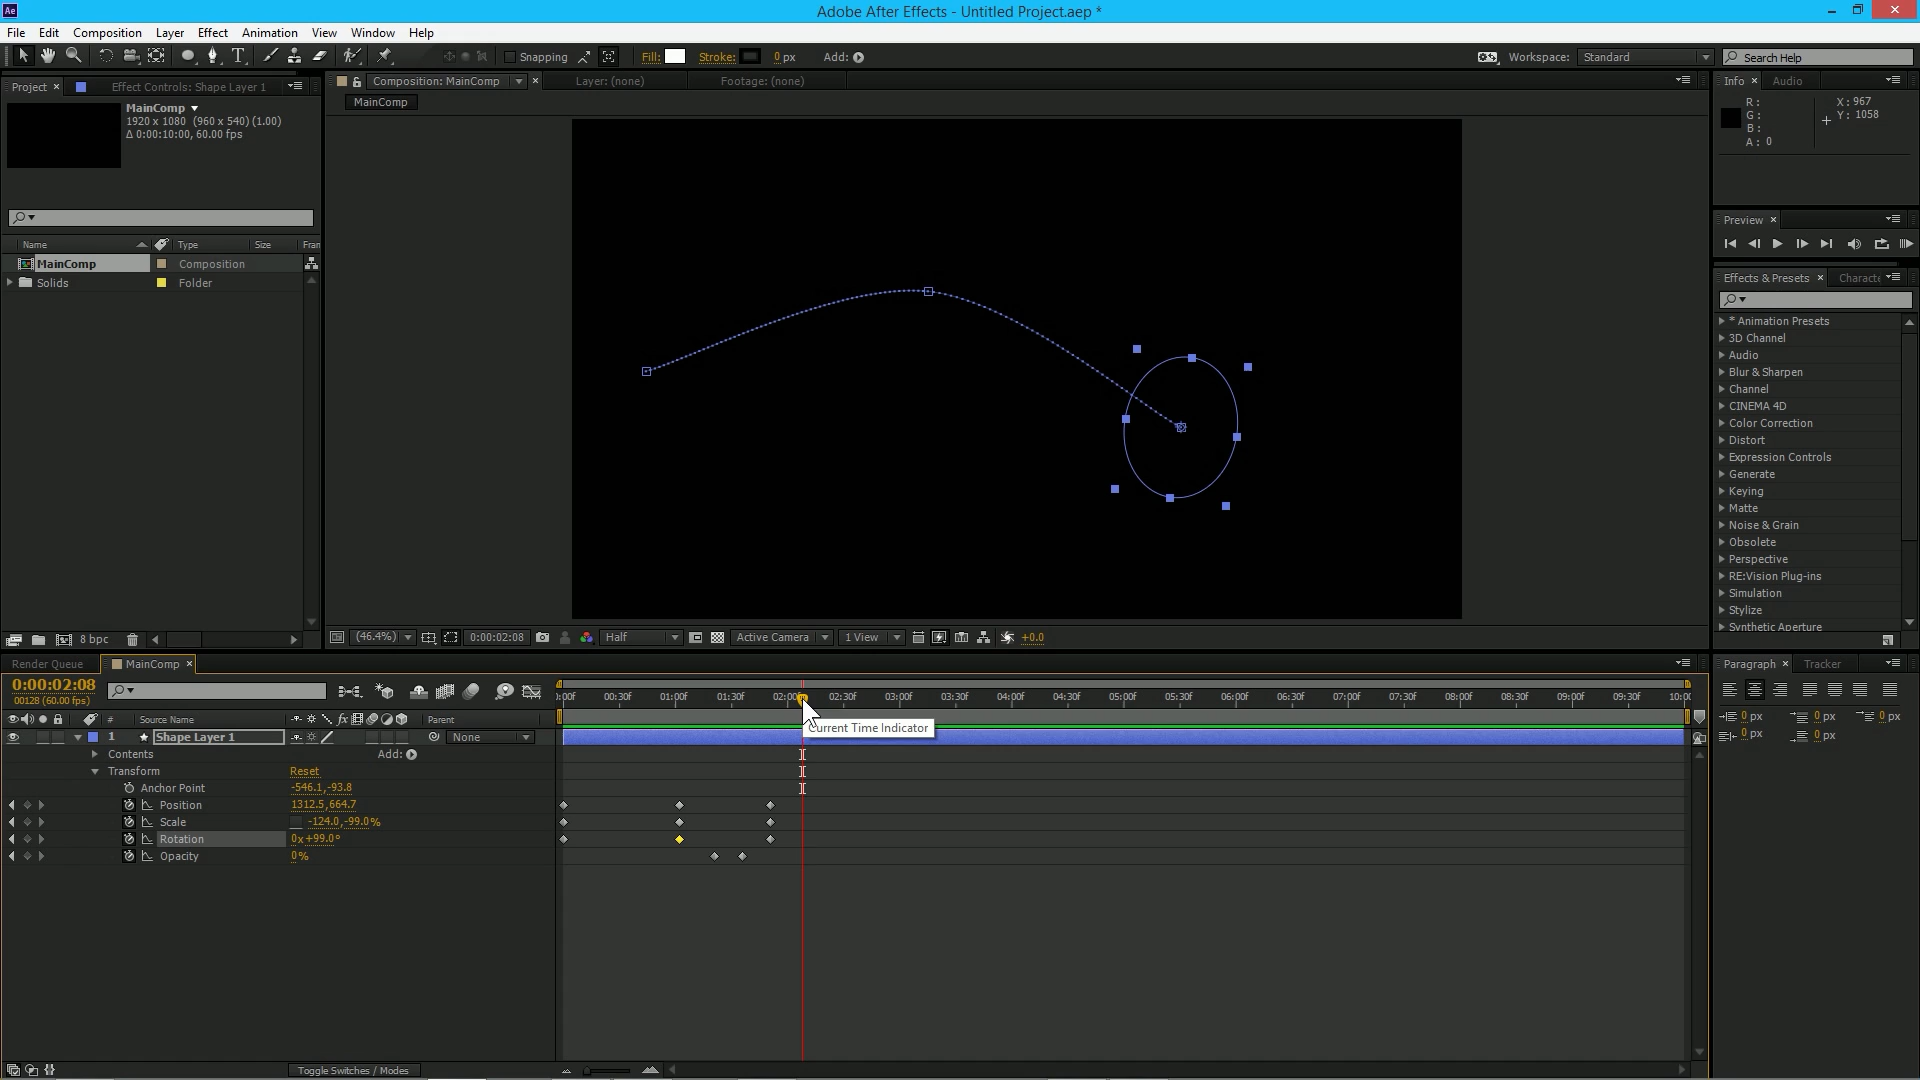 Ae
Adobe After Effects - Untitled Project.aep *
File Edit Composition Layer Effect Animation View Window Help
Snapping Fill: Stroke: 0 px Add: Workspace: Standard Search Help
Project × Effect Controls: Shape Layer 1
Composition: MainComp × Layer: (none) Footage: (none)
Info × Audio
MainComp
MainComp
1920 x 1080 (960 x 540) (1.00)
Δ 0:00:10:00, 60.00 fps
R:
G:
B:
A: 0
X: 967
Y: 1058
Preview ×
Name Type Size Fran
MainComp Composition
Solids Folder
Effects & Presets × Characte
* Animation Presets
3D Channel
Audio
Blur & Sharpen
Channel
CINEMA 4D
Color Correction
Distort
Expression Controls
Generate
Keying
Matte
Noise & Grain
Obsolete
Perspective
RE:Vision Plug-ins
Simulation
Stylize
Synthetic Aperture
8 bpc
(46.4%) 0:00:02:08 Half Active Camera 1 View +0.0
Render Queue MainComp ×
Paragraph × Tracker
0:00:02:08
00128 (60.00 fps)
:00f 00:30f 01:00f 01:30f 02:00f 02:30f 03:00f 03:30f 04:00f 04:30f 05:00f 05:30f 06:00f 06:30f 07:00f 07:30f 08:00f 08:30f 09:00f 09:30f 10:00
# Source Name fx Parent
0 px 0 px 0 px
0 px 0 px
1 Shape Layer 1 None
Current Time Indicator
Contents Add:
Transform Reset
Anchor Point -546.1,-93.8
Position 1312.5,664.7
Scale -124.0,-99.0%
Rotation 0x+99.0°
Opacity 0%
Toggle Switches / Modes